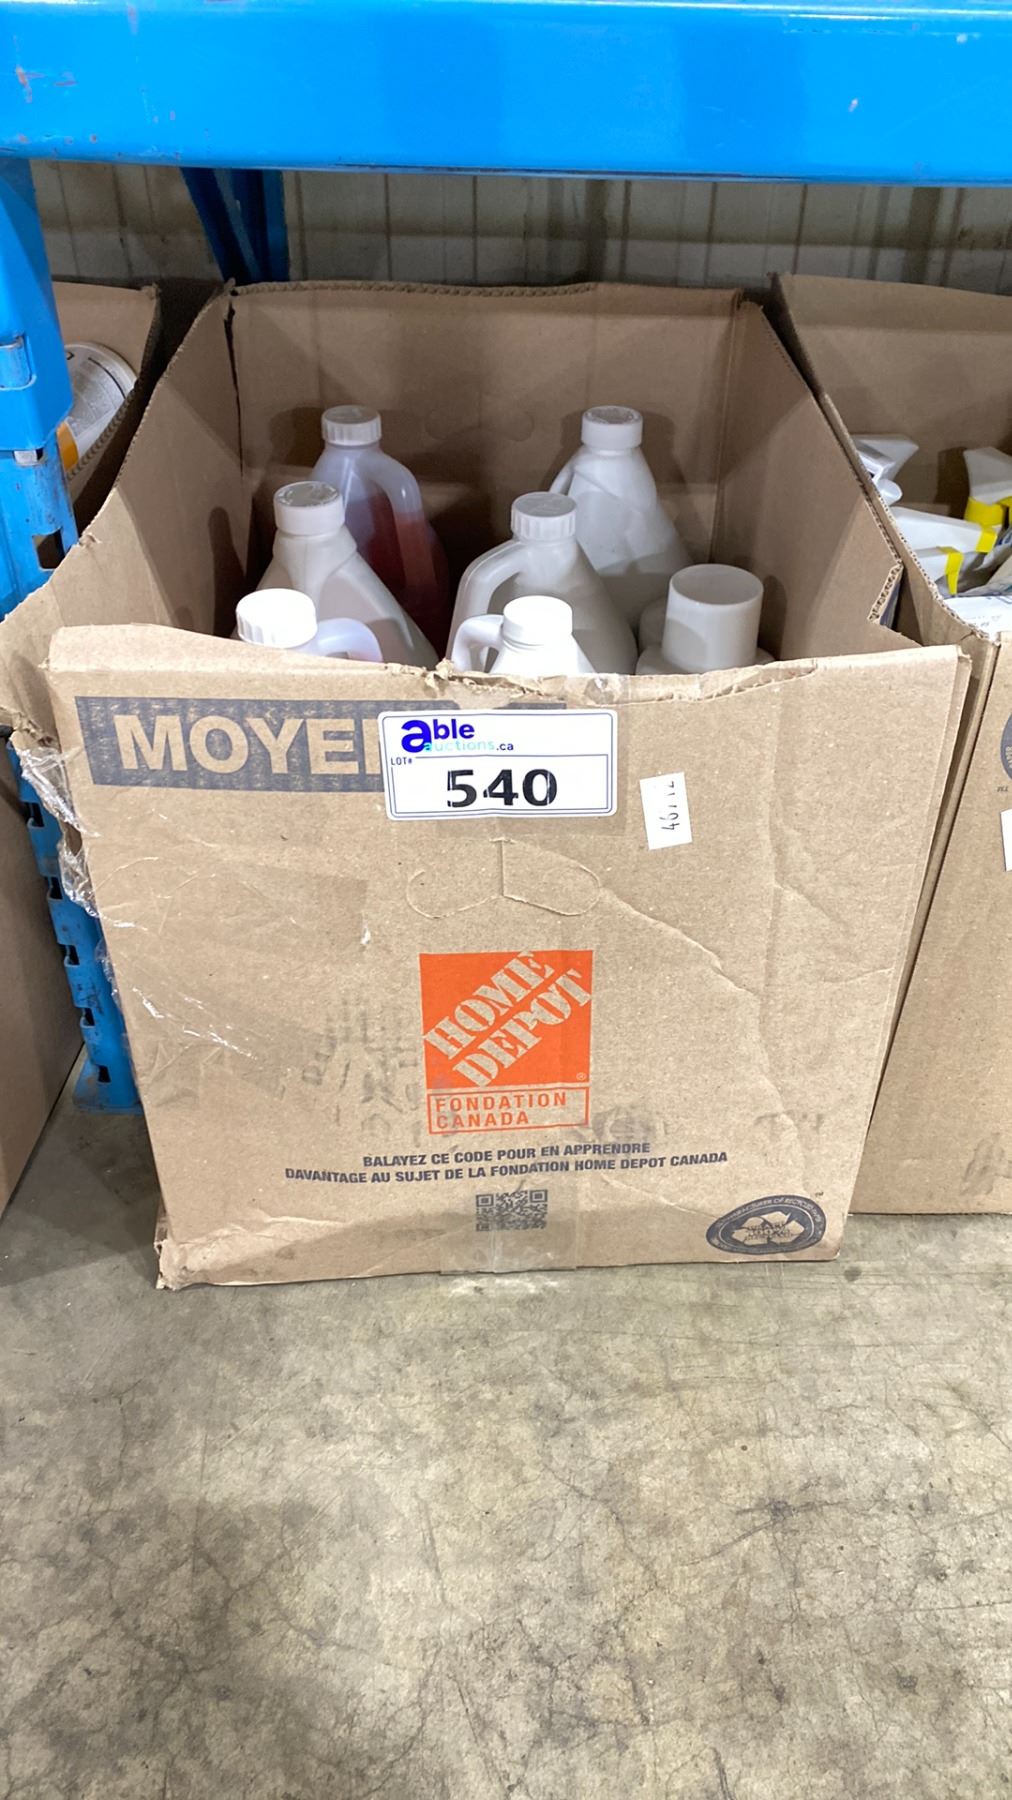 MOYE
able
auctions.ca
LOT#
540
HOME
DEPOT
FONDATION
CANADA
BALAYEZ CE CODE POUR EN APPRENDRE
DAVANTAGE AU SUJET DE LA FONDATION HOME DEPOT CANADA